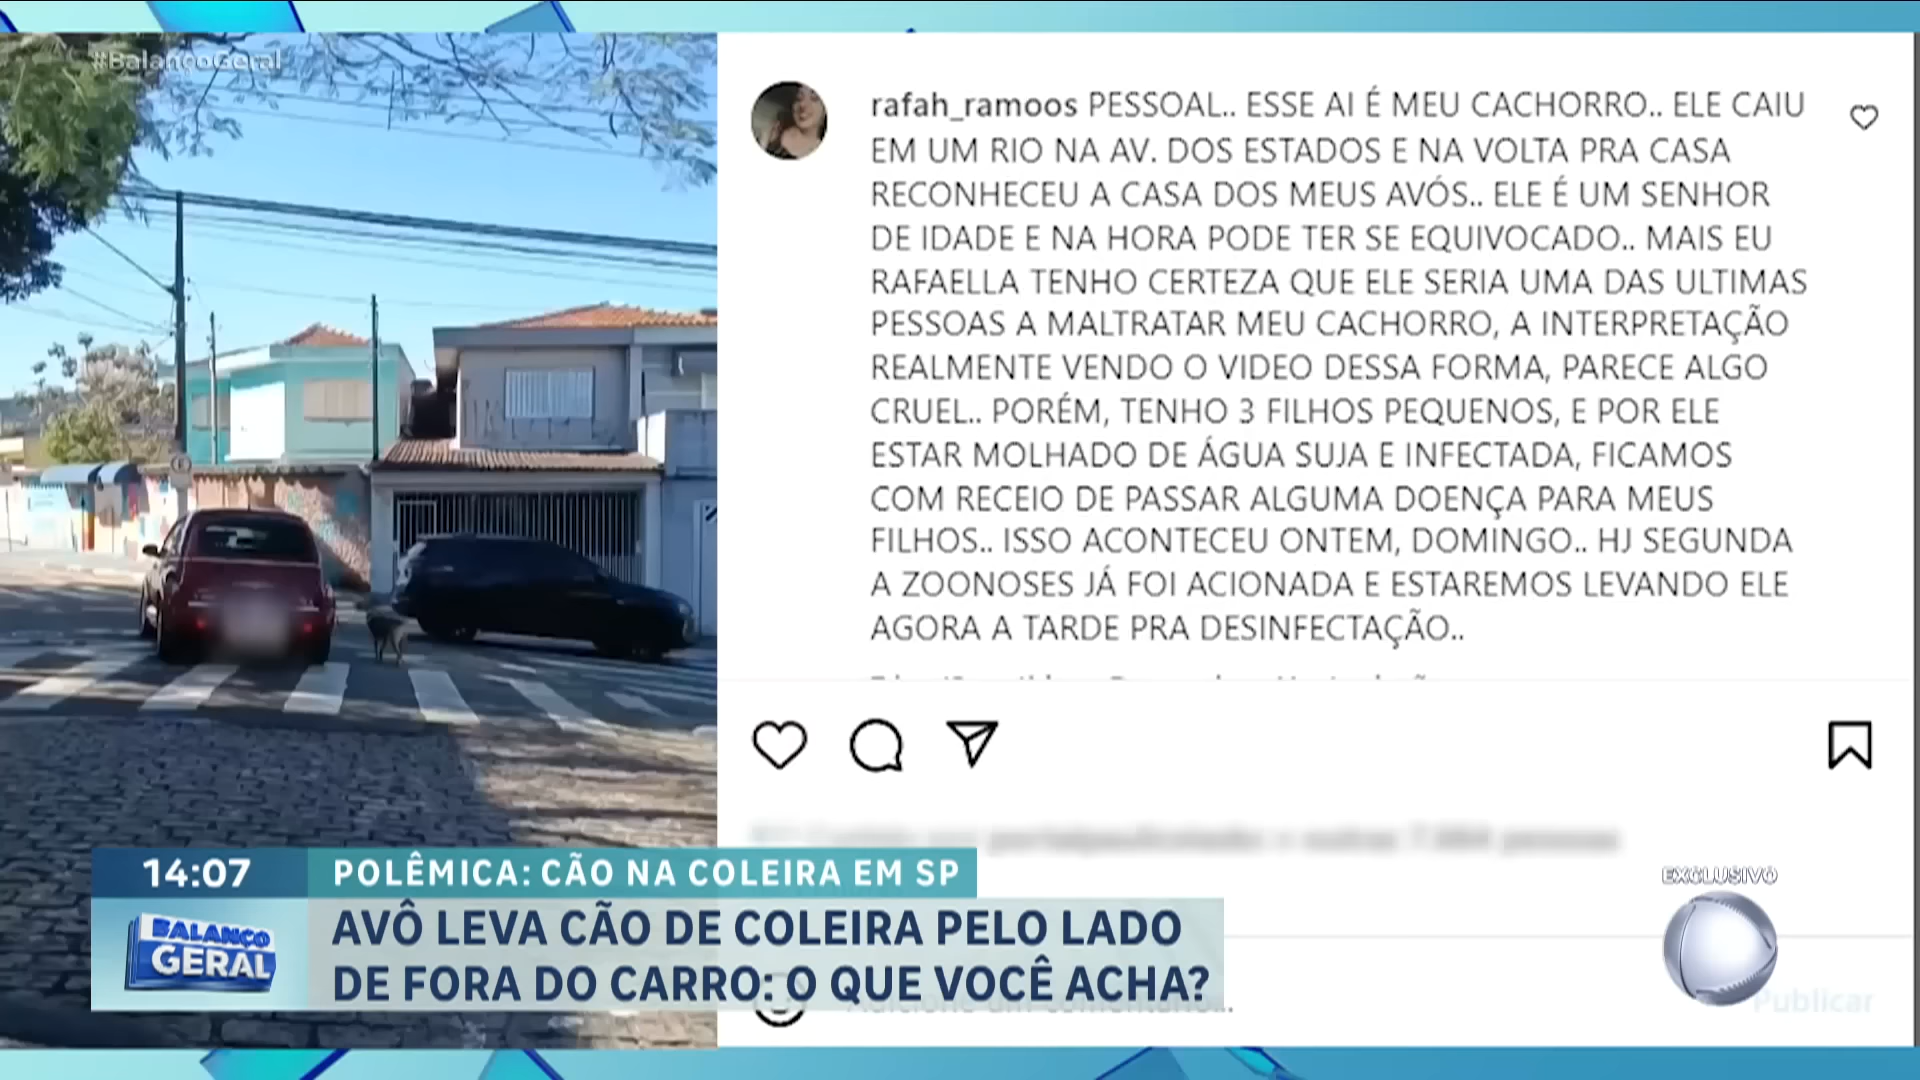 #BalançoGeral
rafah_ramoos PESSOAL.. ESSE AI É MEU CACHORRO.. ELE CAIU
EM UM RIO NA AV. DOS ESTADOS E NA VOLTA PRA CASA
RECONHECEU A CASA DOS MEUS AVÓS.. ELE É UM SENHOR
DE IDADE E NA HORA PODE TER SE EQUIVOCADO.. MAIS EU
RAFAELLA TENHO CERTEZA QUE ELE SERIA UMA DAS ULTIMAS
PESSOAS A MALTRATAR MEU CACHORRO, A INTERPRETAÇÃO
REALMENTE VENDO O VIDEO DESSA FORMA, PARECE ALGO
CRUEL.. PORÉM, TENHO 3 FILHOS PEQUENOS, E POR ELE
ESTAR MOLHADO DE ÁGUA SUJA E INFECTADA, FICAMOS
COM RECEIO DE PASSAR ALGUMA DOENÇA PARA MEUS
FILHOS.. ISSO ACONTECEU ONTEM, DOMINGO.. HJ SEGUNDA
A ZOONOSES JÁ FOI ACIONADA E ESTAREMOS LEVANDO ELE
AGORA A TARDE PRA DESINFECTAÇÃO..
14:07
POLÊMICA: CÃO NA COLEIRA EM SP
EXCLUSIVO
BALANÇO
GERAL
AVÔ LEVA CÃO DE COLEIRA PELO LADO
DE FORA DO CARRO: O QUE VOCÊ ACHA?
Adicione um comentário...
Publicar